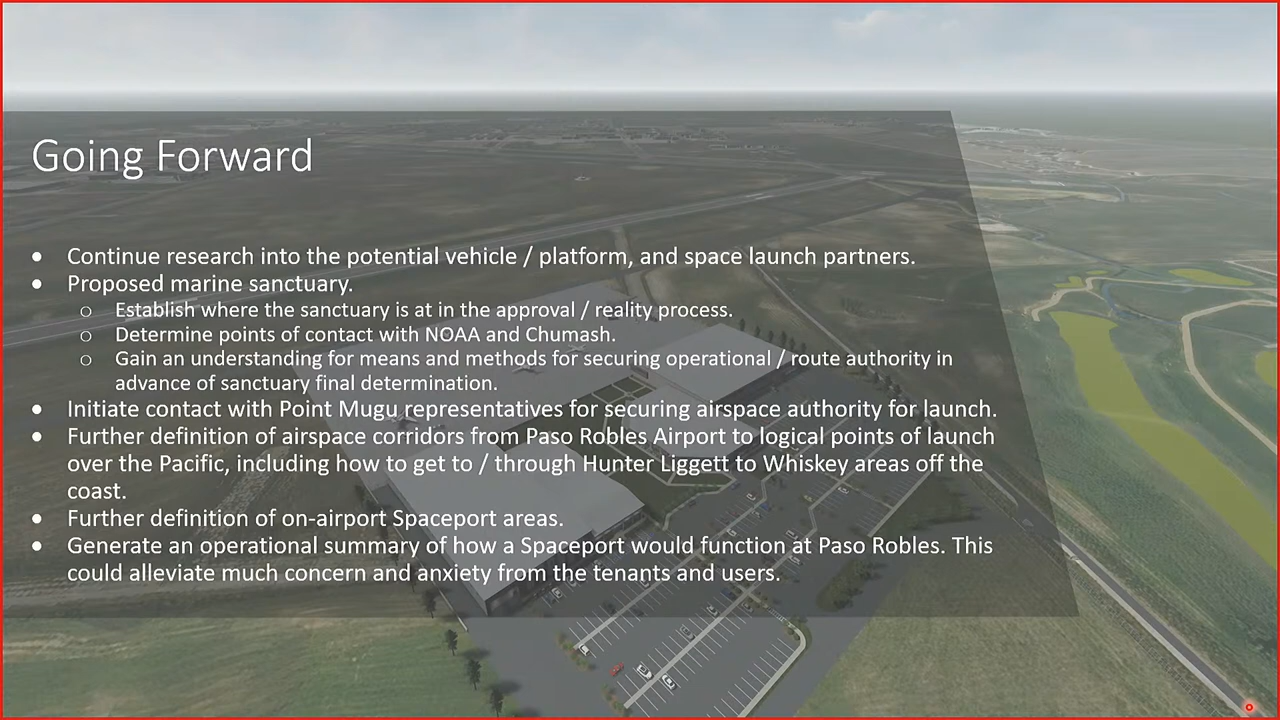 Going Forward
• Continue research into the potential vehicle / platform, and space launch partners.
• Proposed marine sanctuary.
o Establish where the sanctuary is at in the approval / reality process.
o Determine points of contact with NOAA and Chumash.
o Gain an understanding for means and methods for securing operational / route authority in
advance of sanctuary final determination.
• Initiate contact with Point Mugu representatives for securing airspace authority for launch.
• Further definition of airspace corridors from Paso Robles Airport to logical points of launch
over the Pacific, including how to get to / through Hunter Liggett to Whiskey areas off the
coast.
• Further definition of on-airport Spaceport areas.
• Generate an operational summary of how a Spaceport would function at Paso Robles. This
could alleviate much concern and anxiety from the tenants and users.